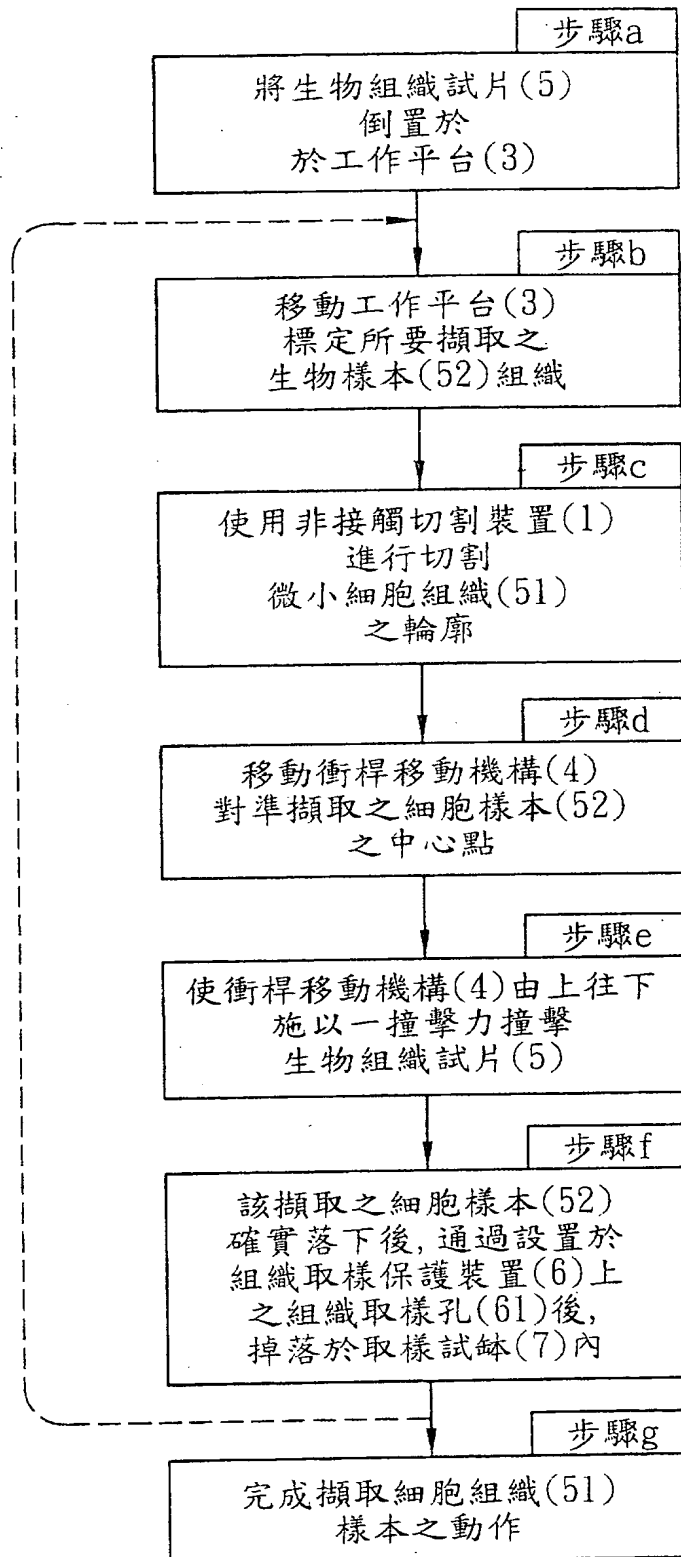 步驟a
將生物組織試片(5)
倒置於
於工作平台(3)
步驟b
移動工作平台(3)
標定所要擷取之
生物樣本(52)組織
步驟c
使用非接觸切割裝置(1)
進行切割
微小細胞組織(51)
之輪廓
步驟d
移動衝桿移動機構(4)
對準擷取之細胞樣本(52)
之中心點
步驟e
使衝桿移動機構(4)由上往下
施以一撞擊力撞擊
生物組織試片(5)
步驟f
該擷取之細胞樣本(52)
確實落下後,通過設置於
組織取樣保護裝置(6)上
之組織取樣孔(61)後,
掉落於取樣試缽(7)內
步驟g
完成擷取細胞組織(51)
樣本之動作